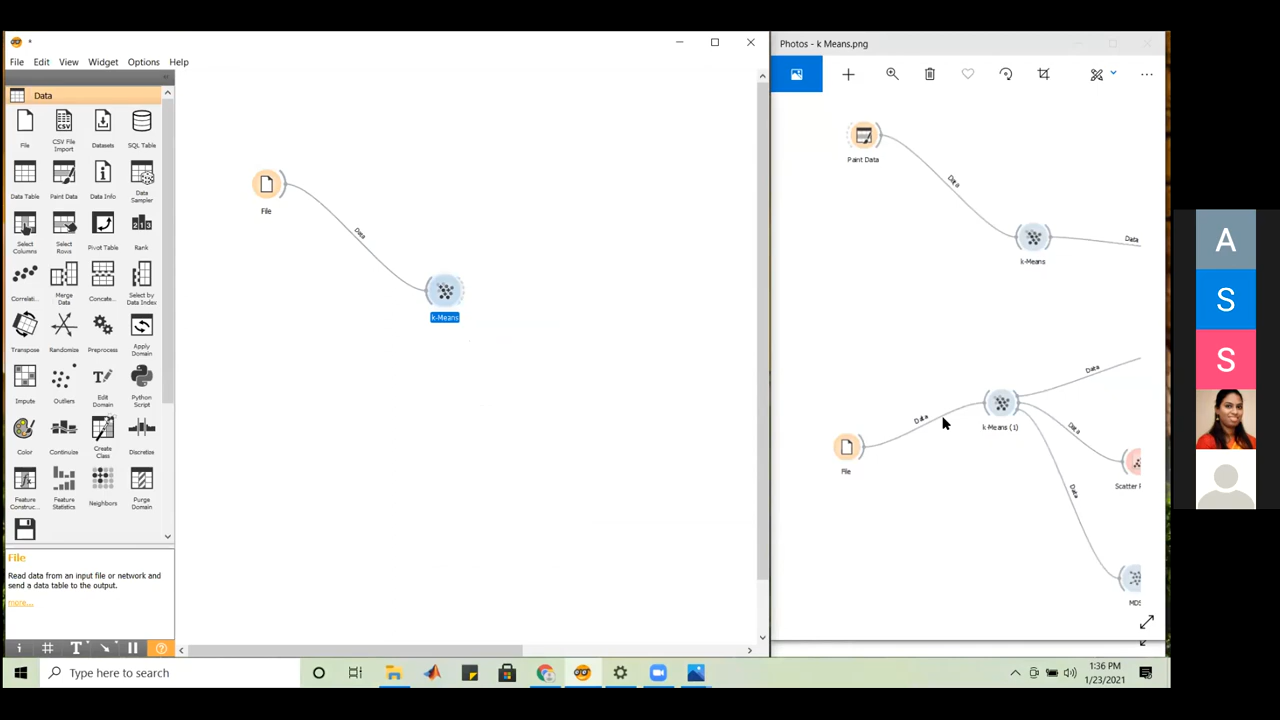 *
File Edit View Widget Options Help
Data
File
CSV File
Import
Datasets
SQL Table
Data Table
Paint Data
Data Info
Data
Sampler
Select
Columns
Select
Rows
Pivot Table
Rank
Correlati...
Merge
Data
Concate...
Select by
Data Index
Transpose
Randomize
Preprocess
Apply
Domain
Impute
Outliers
Edit
Domain
Python
Script
Color
Continuize
Create
Class
Discretize
Feature
Construc...
Feature
Statistics
Neighbors
Purge
Domain
File
Read data from an input file or network and
send a data table to the output.
more...
File
Data
k-Means
Photos - k Means.png
Paint Data
Data
k-Means
Data
File
Data
k-Means (1)
Data
Data
Scatter P
Data
MDS
A
S
S
Type here to search
1:36 PM
1/23/2021